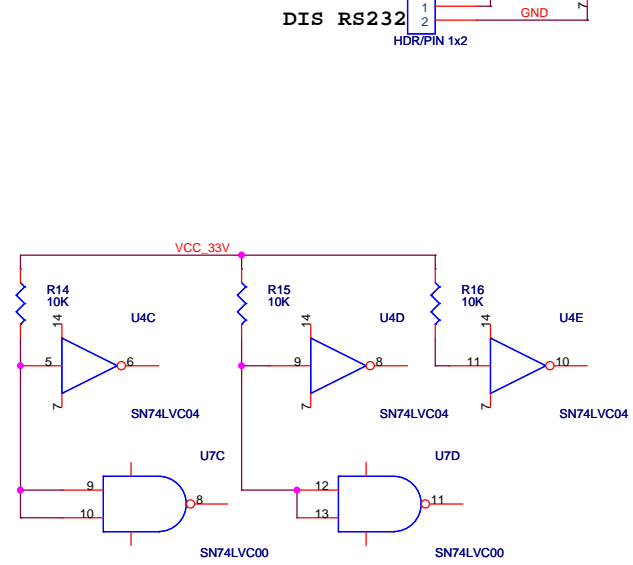 1
DIS RS232
2
GND
7
HDR/PIN 1x2
VCC_33V
R14
10K
R15
10K
R16
10K
14
U4C
14
U4D
14
U4E
5
6
9
8
11
10
7
SN74LVC04
7
SN74LVC04
7
SN74LVC04
U7C
U7D
9
8
10
12
11
13
SN74LVC00
SN74LVC00